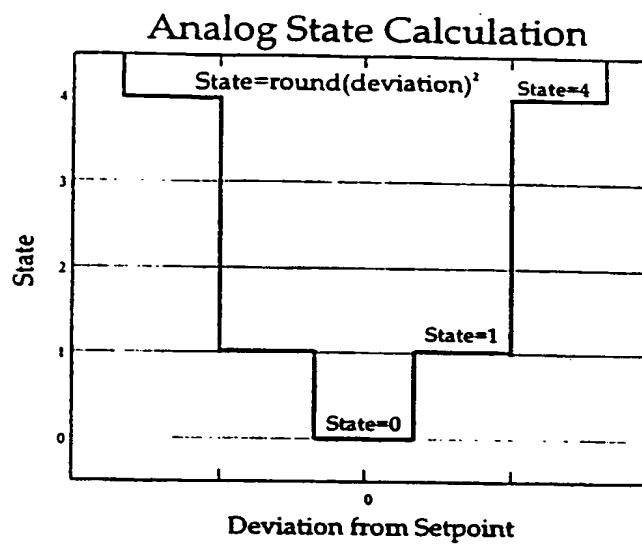 Analog State Calculation
State=round(deviation)²
State=4
4
3
2
State=1
1
State=0
0
State
0
Deviation from Setpoint